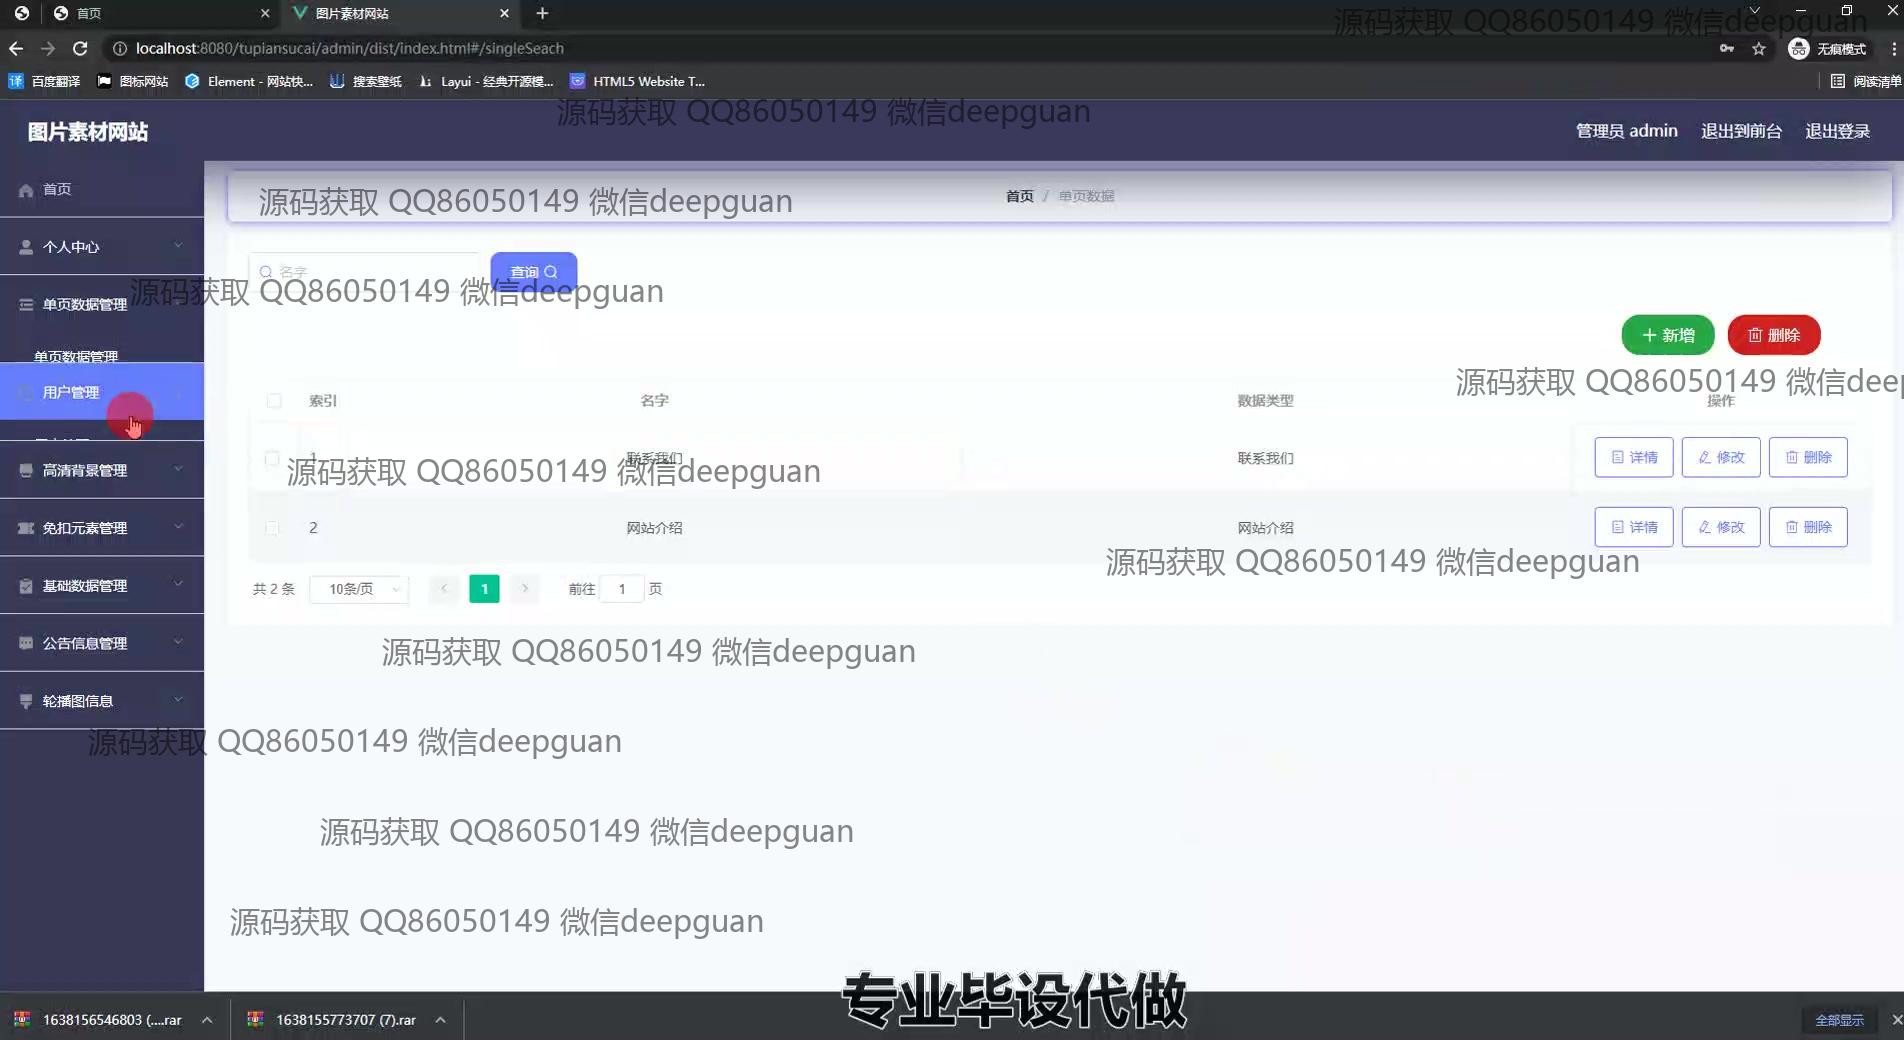 首页
图片素材网站
localhost:8080/tupiansucai/admin/dist/index.html#/singleSeach
无痕模式
百度翻译 图标网站 Element - 网站快... 搜索壁纸 Layui - 经典开源模... HTML5 Website T...
阅读清单
源码获取 QQ86050149 微信deepguan
源码获取 QQ86050149 微信deepguan
图片素材网站
管理员 admin 退出到前台 退出登录
首页
个人中心
单页数据管理
单页数据管理
用户管理
高清背景管理
免扣元素管理
基础数据管理
公告信息管理
轮播图信息
首页 / 单页数据
源码获取 QQ86050149 微信deepguan
名字
查询
源码获取 QQ86050149 微信deepguan
新增 删除
源码获取 QQ86050149 微信deep
索引 名字 数据类型 操作
1 联系我们 联系我们 详情 修改 删除
源码获取 QQ86050149 微信deepguan
2 网站介绍 网站介绍 详情 修改 删除
源码获取 QQ86050149 微信deepguan
共 2 条 10条/页 1 前往 1 页
源码获取 QQ86050149 微信deepguan
源码获取 QQ86050149 微信deepguan
源码获取 QQ86050149 微信deepguan
源码获取 QQ86050149 微信deepguan
专业毕设代做
1638156546803 (....rar
1638155773707 (7).rar
全部显示